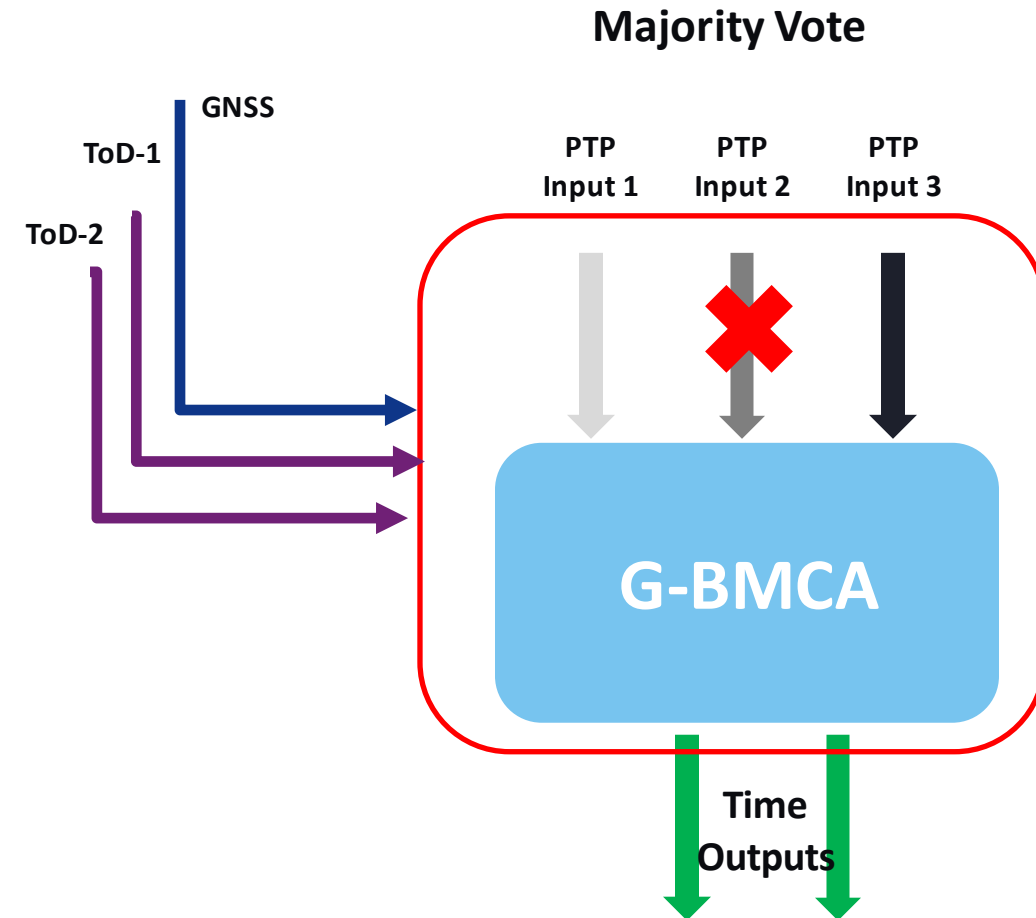 Majority Vote
GNSS
ToD-1
ToD-2
PTP
Input 1
PTP
Input 2
PTP
Input 3
G-BMCA
Time
Outputs